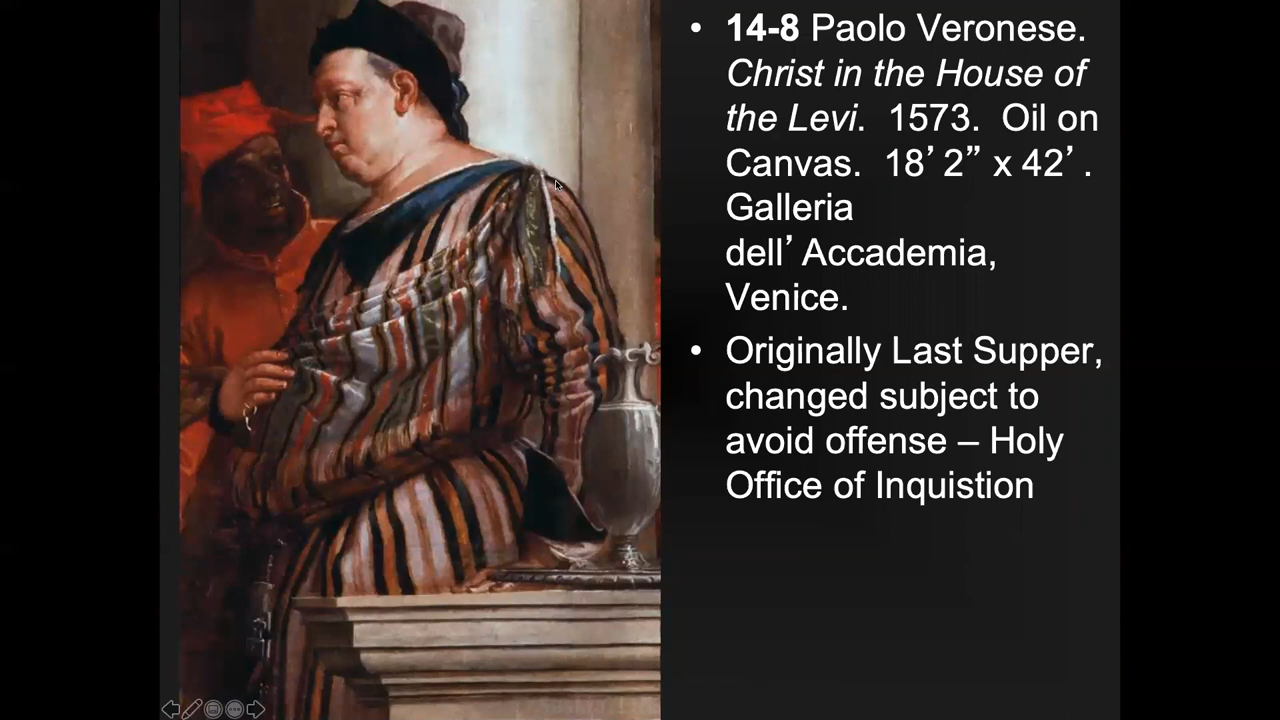 • 14-8 Paolo Veronese.
Christ in the House of
the Levi. 1573. Oil on
Canvas. 18’ 2” x 42’ .
Galleria
dell’ Accademia,
Venice.
• Originally Last Supper,
changed subject to
avoid offense – Holy
Office of Inquistion